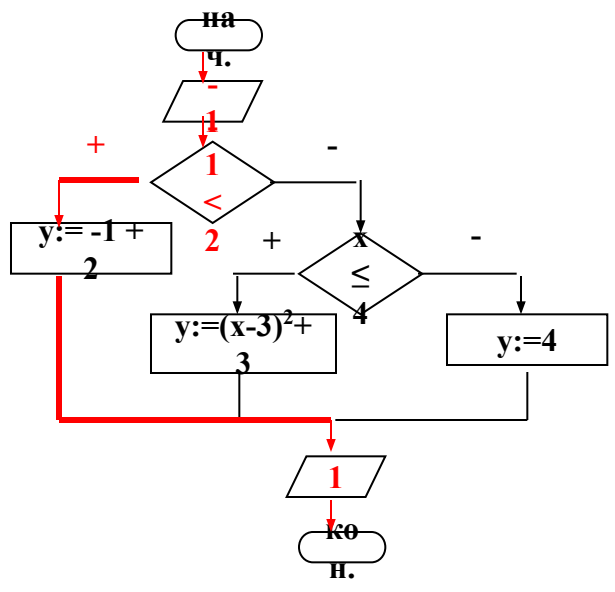 на
ч.
-
1
+
-
-
1
<
2
y:= -1 +
2
+
x
≤
4
-
y:=(x-3)²+
3
y:=4
1
ко
н.